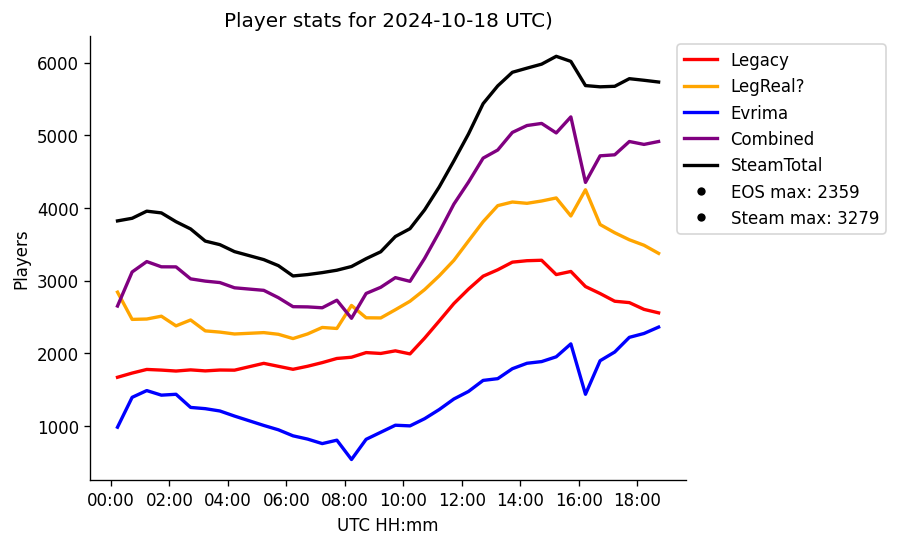 Player stats for 2024-10-18 UTC)
6000
5000
4000
3000
2000
1000
Players
00:00 02:00 04:00 06:00 08:00 10:00 12:00 14:00 16:00 18:00
UTC HH:mm
Legacy
LegReal?
Evrima
Combined
SteamTotal
EOS max: 2359
Steam max: 3279